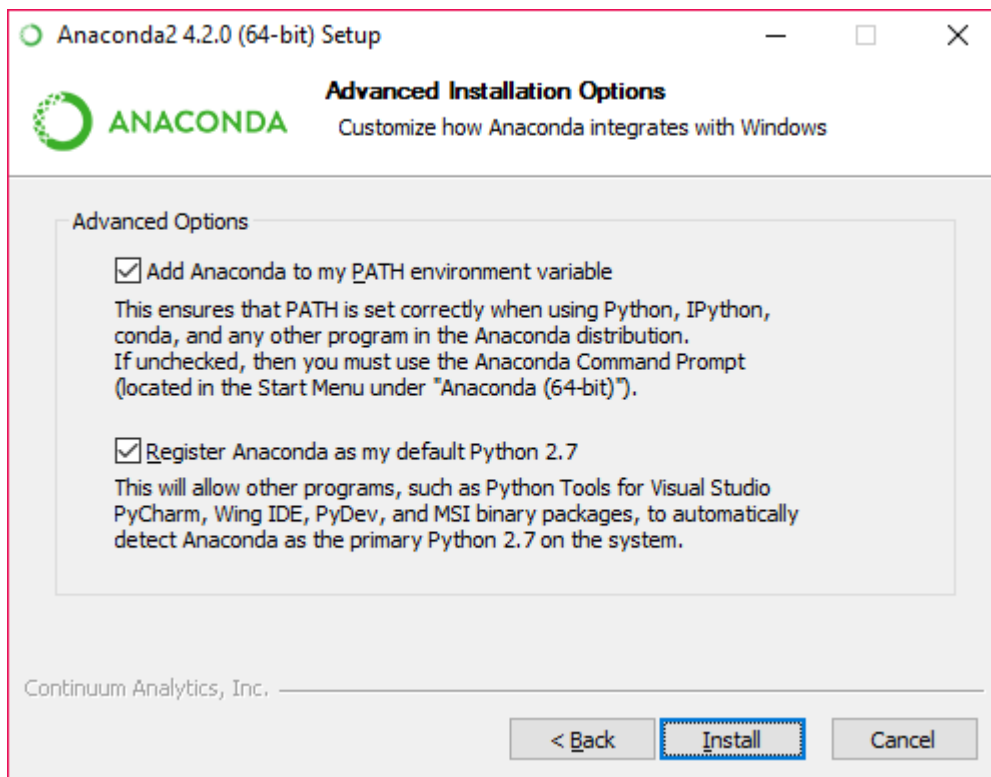 Anaconda2 4.2.0 (64-bit) Setup
ANACONDA
Advanced Installation Options
Customize how Anaconda integrates with Windows
Advanced Options
Add Anaconda to my PATH environment variable
This ensures that PATH is set correctly when using Python, IPython,
conda, and any other program in the Anaconda distribution.
If unchecked, then you must use the Anaconda Command Prompt
(located in the Start Menu under "Anaconda (64-bit)").
Register Anaconda as my default Python 2.7
This will allow other programs, such as Python Tools for Visual Studio
PyCharm, Wing IDE, PyDev, and MSI binary packages, to automatically
detect Anaconda as the primary Python 2.7 on the system.
Continuum Analytics, Inc.
< Back
Install
Cancel